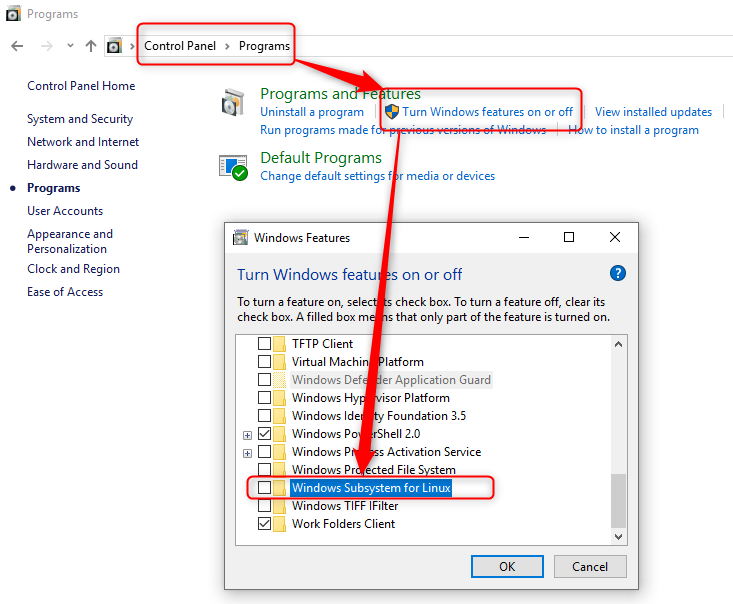 Programs
Control Panel > Programs
Control Panel Home
System and Security
Network and Internet
Hardware and Sound
Programs
User Accounts
Appearance and
Personalization
Clock and Region
Ease of Access
Programs and Features
Uninstall a program
Turn Windows features on or off
View installed updates
Run programs made for previous versions of Windows
How to install a program
Default Programs
Change default settings for media or devices
Windows Features
Turn Windows features on or off
?
To turn a feature on, select its check box. To turn a feature off, clear its
check box. A filled box means that only part of the feature is turned on.
TFTP Client
Virtual Machine Platform
Windows Defender Application Guard
Windows Hypervisor Platform
Windows Identity Foundation 3.5
Windows PowerShell 2.0
Windows Process Activation Service
Windows Projected File System
Windows Subsystem for Linux
Windows TIFF IFilter
Work Folders Client
OK
Cancel